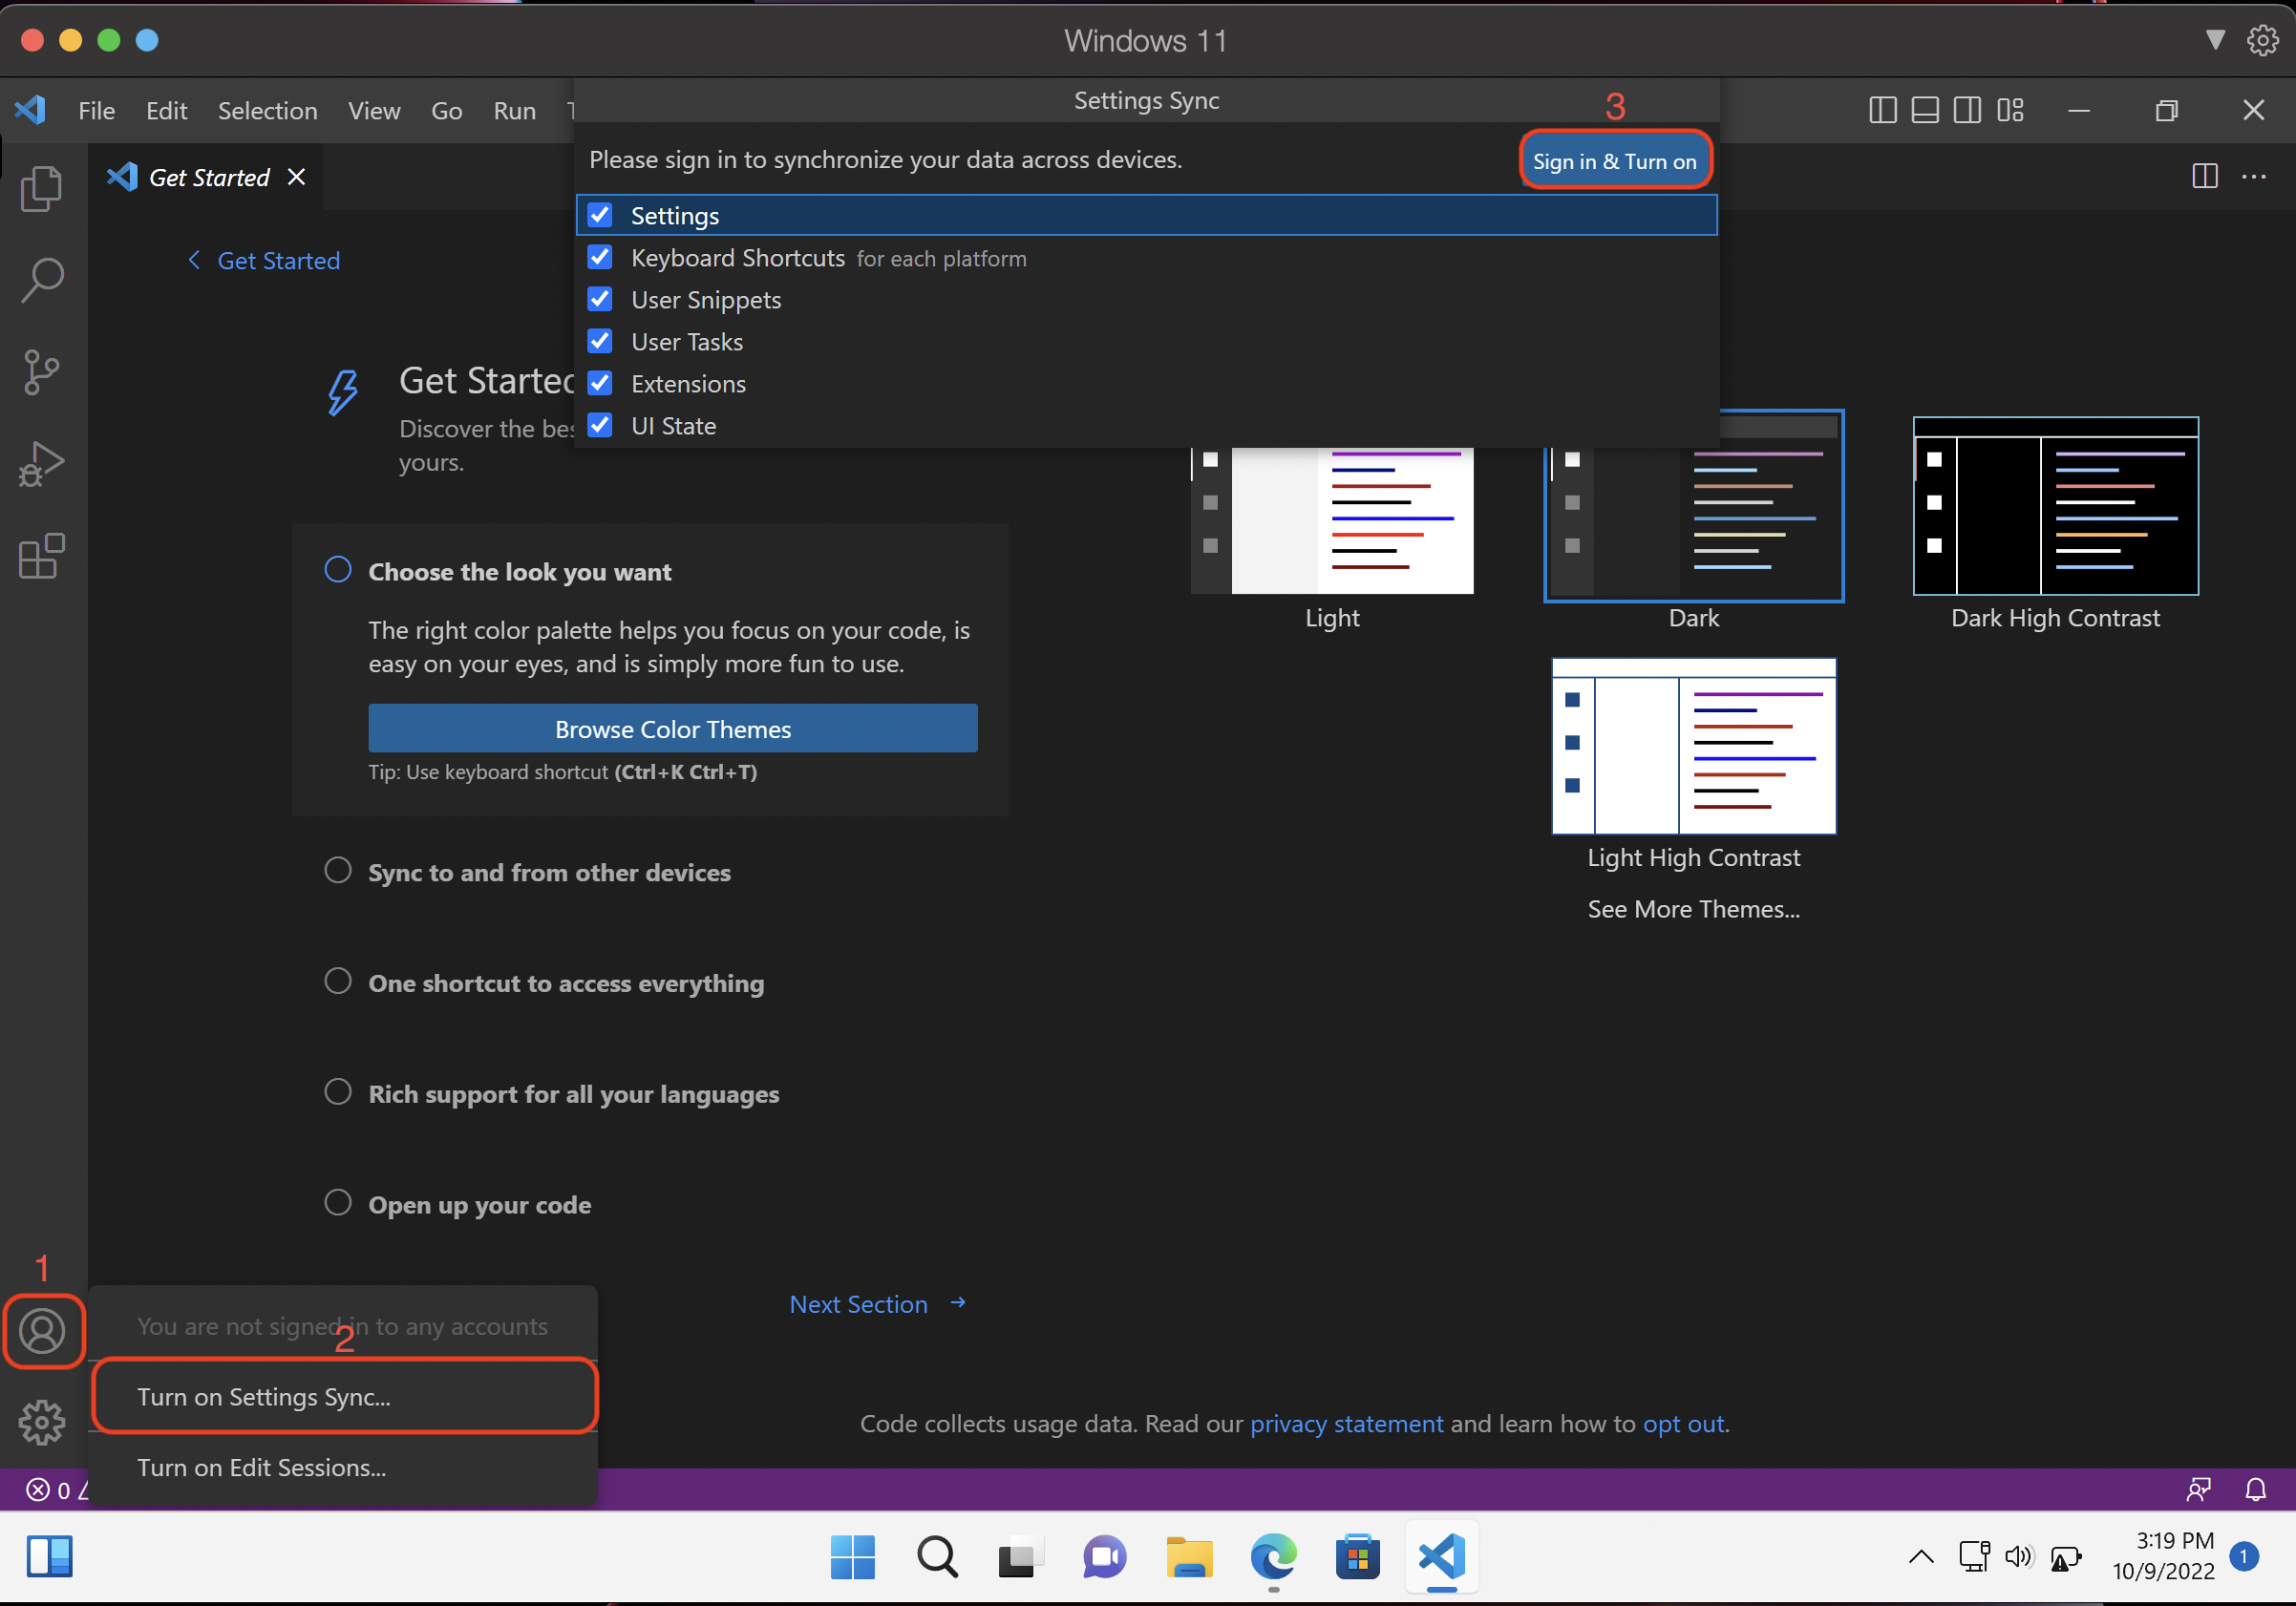 Windows 11
File Edit Selection View Go Run
Settings Sync
3
Please sign in to synchronize your data across devices.
Sign in & Turn on
Settings
Keyboard Shortcuts for each platform
User Snippets
User Tasks
Extensions
UI State
Get Started
Get Started
Get Started
Discover the bes
yours.
Choose the look you want
The right color palette helps you focus on your code, is
easy on your eyes, and is simply more fun to use.
Browse Color Themes
Tip: Use keyboard shortcut (Ctrl+K Ctrl+T)
Light
Dark
Dark High Contrast
Light High Contrast
See More Themes...
Sync to and from other devices
One shortcut to access everything
Rich support for all your languages
Open up your code
Next Section
1
You are not signed in to any accounts
2
Turn on Settings Sync...
Turn on Edit Sessions...
Code collects usage data. Read our privacy statement and learn how to opt out.
0
3:19 PM
10/9/2022
1